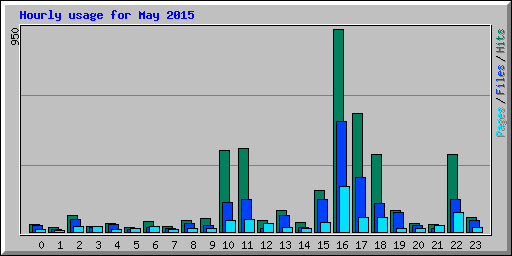 Hourly usage for May 2015
950
Pages/Files/Hits
0 1 2 3 4 5 6 7 8 9 10 11 12 13 14 15 16 17 18 19 20 21 22 23